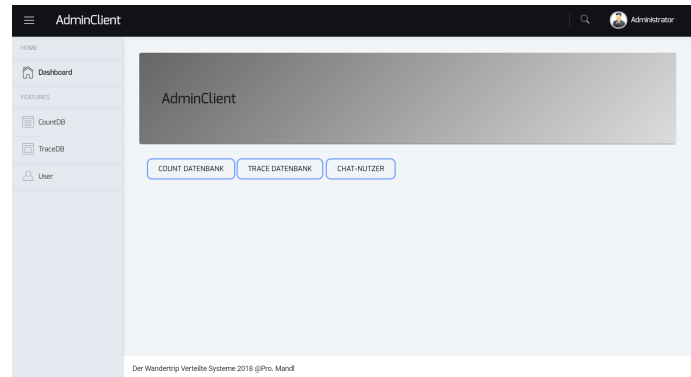 AdminClient
Administrator
HOME
Dashboard
FEATURES
CountDB
TraceDB
User
AdminClient
COUNT DATENBANK
TRACE DATENBANK
CHAT-NUTZER
Der Wandertrip Verteilte Systeme 2018 @Pro. Mandl